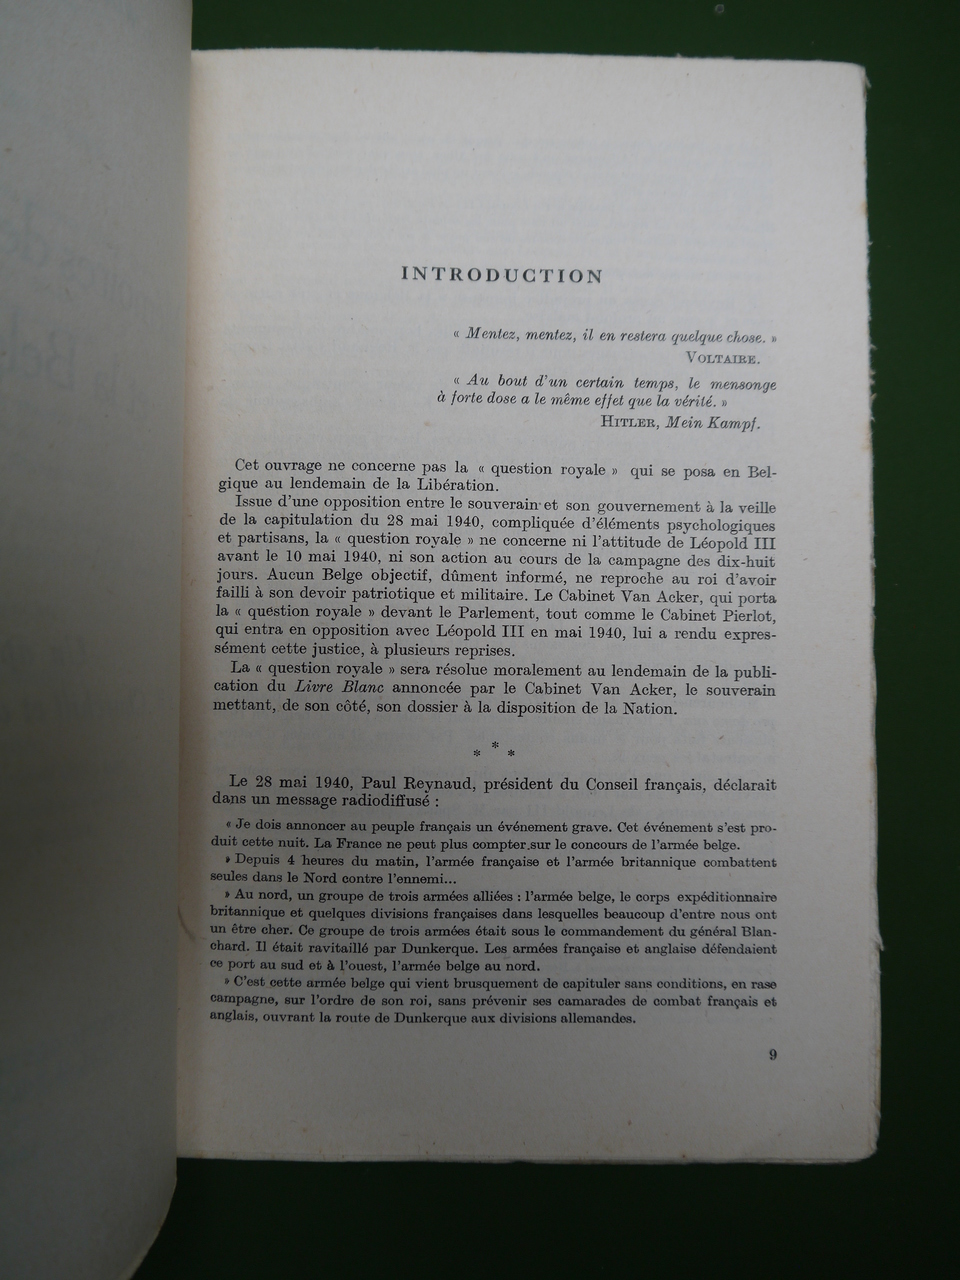 INTRODUCTION
« Mentez, mentez, il en restera quelque chose. »
VOLTAIRE.
« Au bout d'un certain temps, le mensonge
à forte dose a le même effet que la vérité. »
HITLER, Mein Kampf.
Cet ouvrage ne concerne pas la « question royale » qui se posa en Bel-
gique au lendemain de la Libération.
Issue d'une opposition entre le souverain et son gouvernement à la veille
de la capitulation du 28 mai 1940, compliquée d'éléments psychologiques
et partisans, la « question royale » ne concerne ni l'attitude de Léopold III
avant le 10 mai 1940, ni son action au cours de la campagne des dix-huit
jours. Aucun Belge objectif, dûment informé, ne reproche au roi d'avoir
failli à son devoir patriotique et militaire. Le Cabinet Van Acker, qui porta
la « question royale » devant le Parlement, tout comme le Cabinet Pierlot,
qui entra en opposition avec Léopold III en mai 1940, lui a rendu expres-
sément cette justice, à plusieurs reprises.
La « question royale » sera résolue moralement au lendemain de la publi-
cation du Livre Blanc annoncée par le Cabinet Van Acker, le souverain
mettant, de son côté, son dossier à la disposition de la Nation.
* * *
Le 28 mai 1940, Paul Reynaud, président du Conseil français, déclarait
dans un message radiodiffusé :
« Je dois annoncer au peuple français un événement grave. Cet événement s'est pro-
duit cette nuit. La France ne peut plus compter sur le concours de l'armée belge.
» Depuis 4 heures du matin, l'armée française et l'armée britannique combattent
seules dans le Nord contre l'ennemi...
» Au nord, un groupe de trois armées alliées : l'armée belge, le corps expéditionnaire
britannique et quelques divisions françaises dans lesquelles beaucoup d'entre nous ont
un être cher. Ce groupe de trois armées était sous le commandement du général Blan-
chard. Il était ravitaillé par Dunkerque. Les armées française et anglaise défendaient
ce port au sud et à l'ouest, l'armée belge au nord.
» C'est cette armée belge qui vient brusquement de capituler sans conditions, en rase
campagne, sur l'ordre de son roi, sans prévenir ses camarades de combat français et
anglais, ouvrant la route de Dunkerque aux divisions allemandes.
9